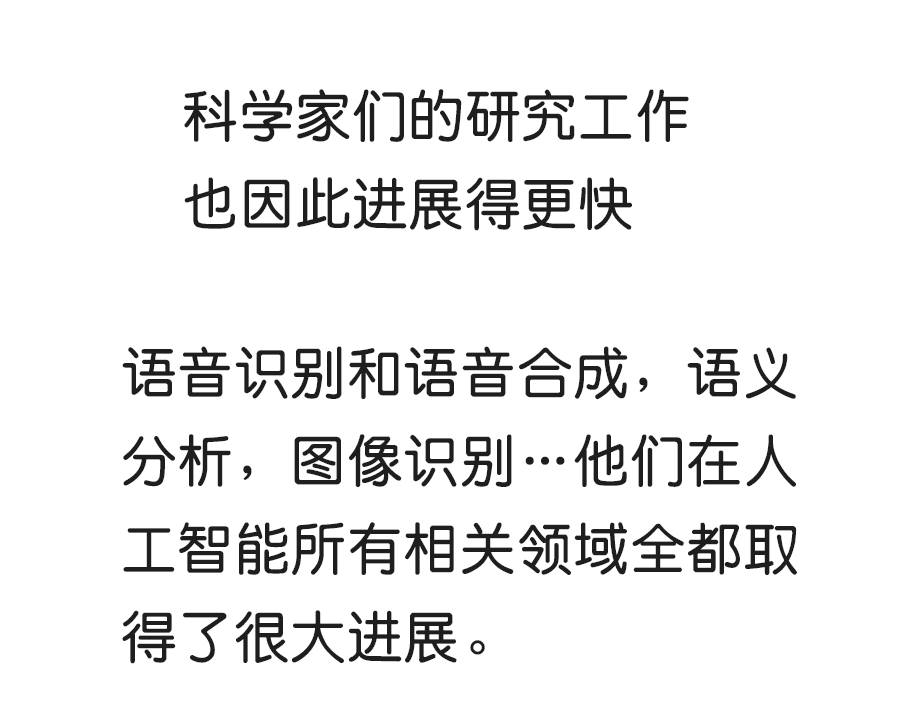 科学家们的研究工作
也因此进展得更快
语音识别和语音合成，语义
分析，图像识别…他们在人
工智能所有相关领域全都取
得了很大进展。